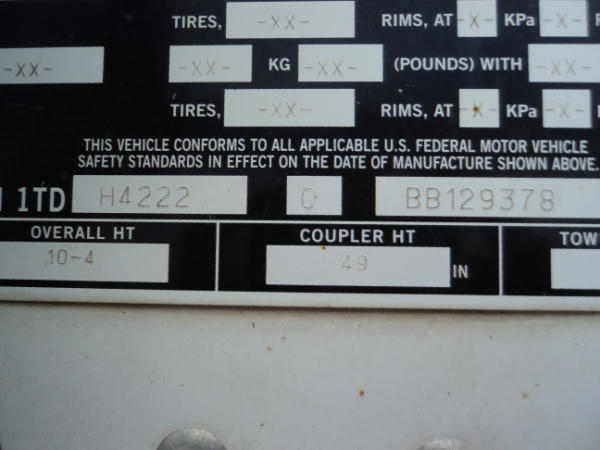 TIRES, -XX- RIMS, AT -X- KPa -X-
-XX- -XX- KG -XX- (POUNDS) WITH -XX-
TIRES, -XX- RIMS, AT -X- KPa -X-
THIS VEHICLE CONFORMS TO ALL APPLICABLE U.S. FEDERAL MOTOR VEHICLE
SAFETY STANDARDS IN EFFECT ON THE DATE OF MANUFACTURE SHOWN ABOVE.
1TD H4222 0 BB129378
OVERALL HT COUPLER HT TOW
10-4 49 IN